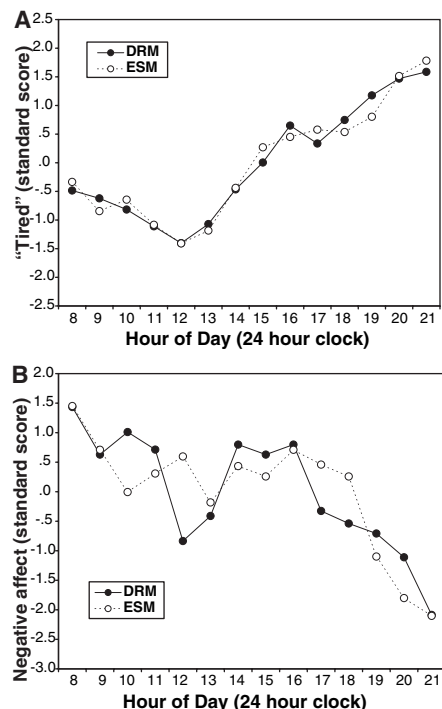 A
"Tired" (standard score)
2.5
2.0
1.5
1.0
.5
.0
-.5
-1.0
-1.5
-2.0
-2.5
DRM
ESM
8 9 10 11 12 13 14 15 16 17 18 19 20 21
Hour of Day (24 hour clock)
B
Negative affect (standard score)
2.0
1.5
1.0
.5
.0
-.5
-1.0
-1.5
-2.0
-2.5
-3.0
DRM
ESM
8 9 10 11 12 13 14 15 16 17 18 19 20 21
Hour of Day (24 hour clock)